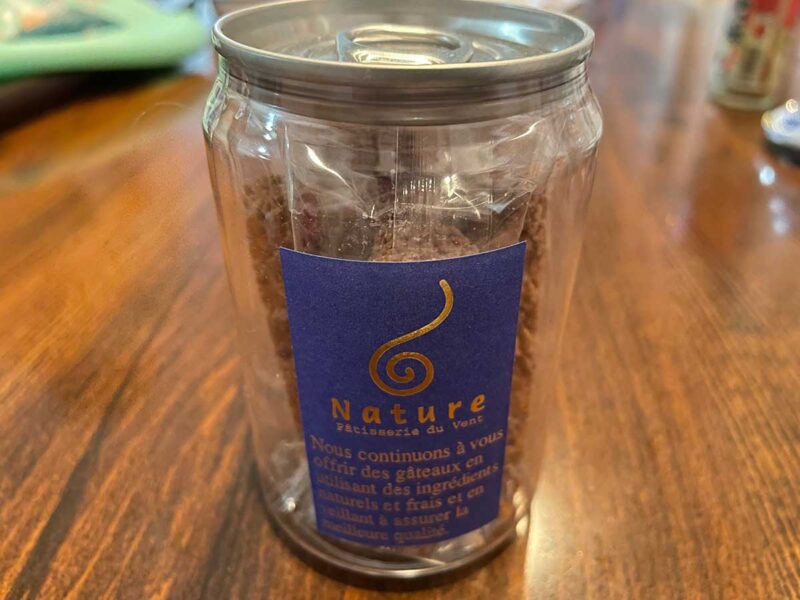 Nature
Pâtisserie du Vent
Nous continuons à vous
offrir des gâteaux en
utilisant des ingrédients
naturels et frais et en
veillant à assurer la
meilleure qualité.